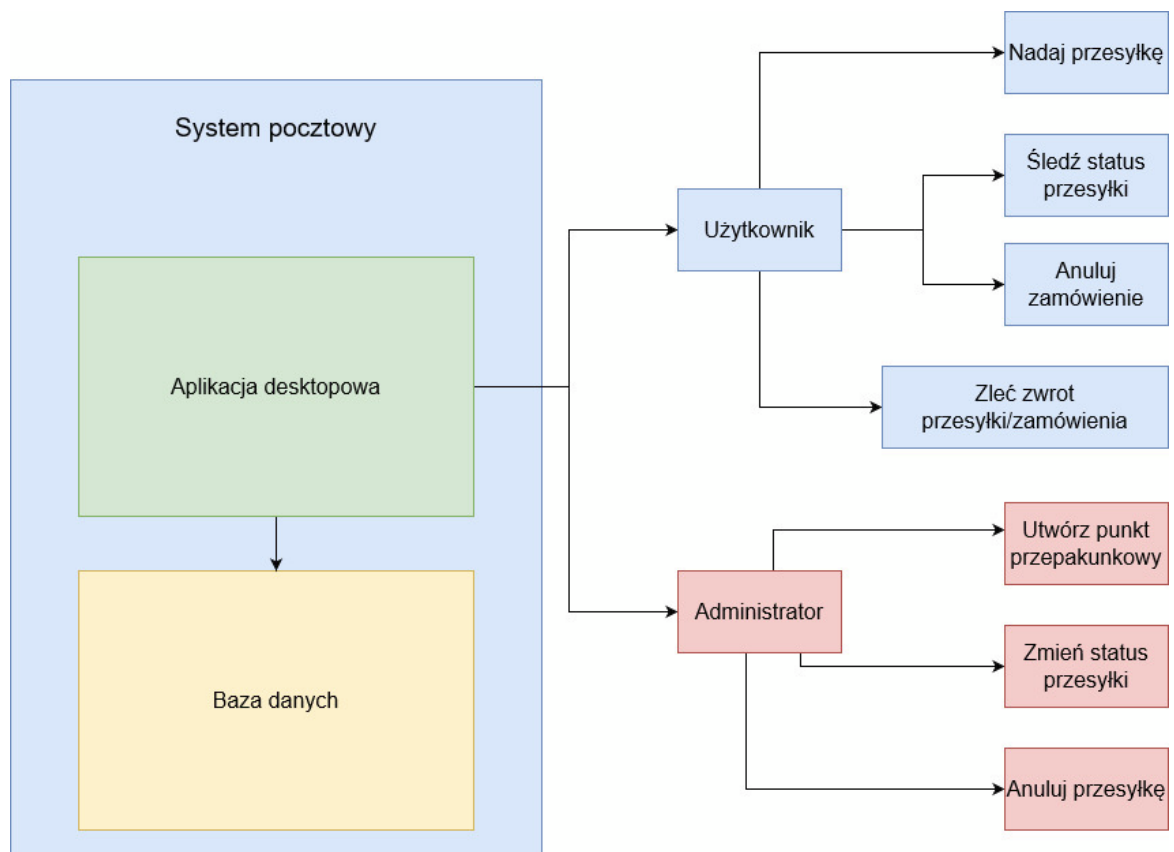 System pocztowy
Aplikacja desktopowa
Baza danych
Użytkownik
Nadaj przesyłkę
Śledź status
przesyłki
Anuluj
zamówienie
Zleć zwrot
przesyłki/zamówienia
Administrator
Utwórz punkt
przepakunkowy
Zmień status
przesyłki
Anuluj przesyłkę